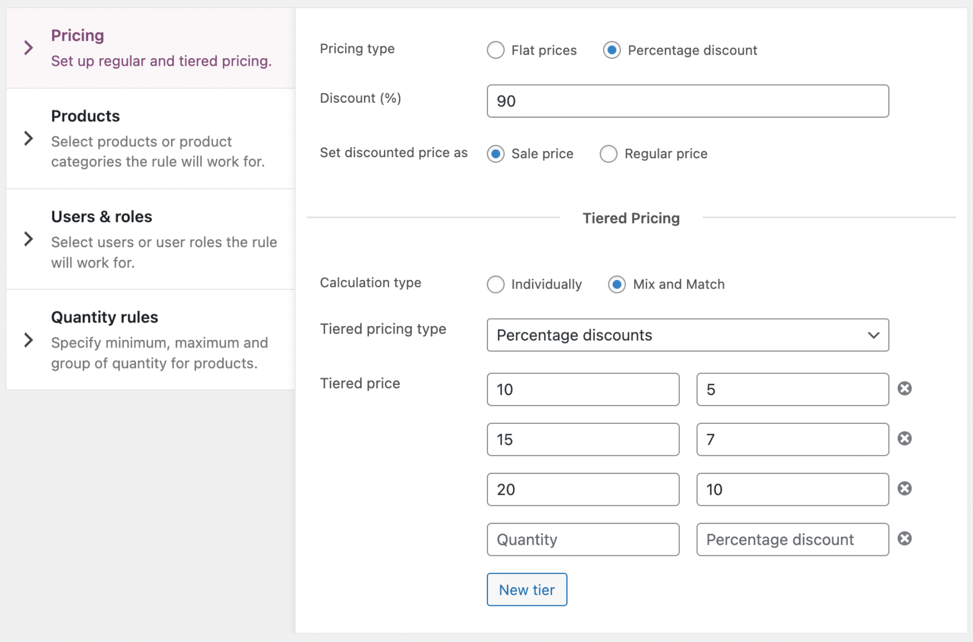 Pricing
Set up regular and tiered pricing.
Products
Select products or product
categories the rule will work for.
Users & roles
Select users or user roles the rule
will work for.
Quantity rules
Specify minimum, maximum and
group of quantity for products.
Pricing type
Flat prices Percentage discount
Discount (%)
90
Set discounted price as
Sale price Regular price
Tiered Pricing
Calculation type
Individually Mix and Match
Tiered pricing type
Percentage discounts
Tiered price
10 5
15 7
20 10
Quantity Percentage discount
New tier